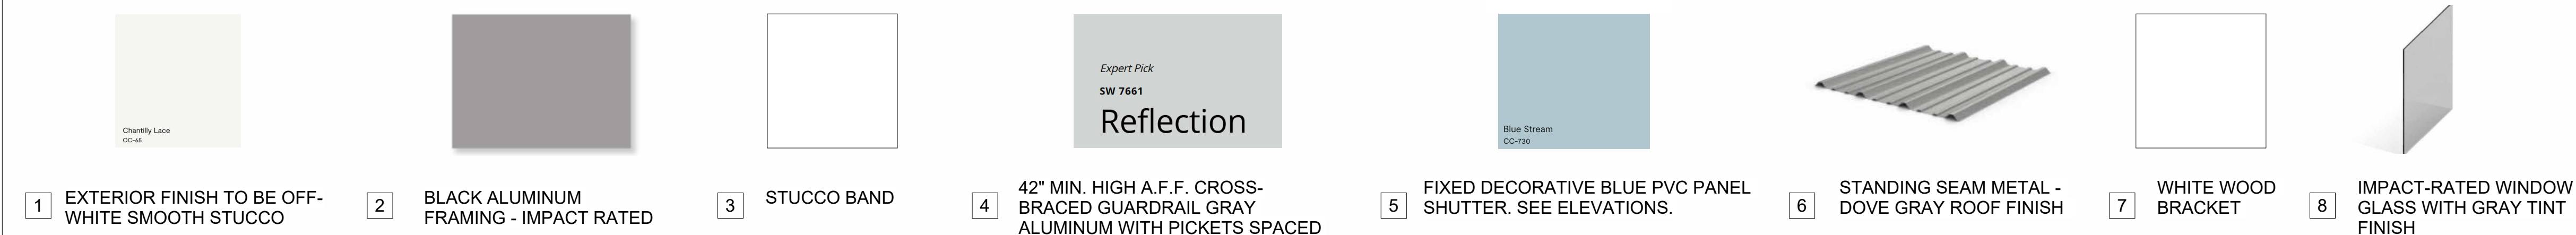 Chantilly Lace
OC-65
1
EXTERIOR FINISH TO BE OFF-
WHITE SMOOTH STUCCO
2
BLACK ALUMINUM
FRAMING - IMPACT RATED
3
STUCCO BAND
Expert Pick
SW 7661
Reflection
4
42" MIN. HIGH A.F.F. CROSS-
BRACED GUARDRAIL GRAY
ALUMINUM WITH PICKETS SPACED
Blue Stream
CC-730
5
FIXED DECORATIVE BLUE PVC PANEL
SHUTTER. SEE ELEVATIONS.
6
STANDING SEAM METAL -
DOVE GRAY ROOF FINISH
7
WHITE WOOD
BRACKET
8
IMPACT-RATED WINDOW
GLASS WITH GRAY TINT
FINISH